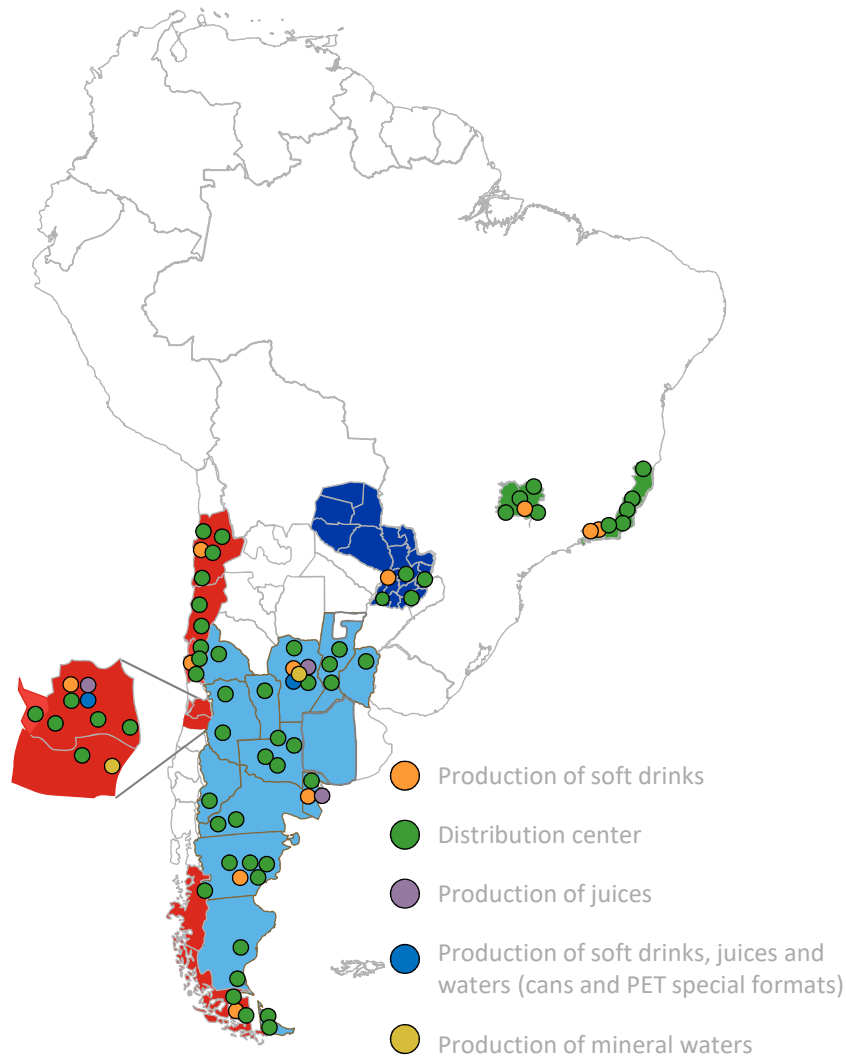 Production of soft drinks
Distribution center
Production of juices
Production of soft drinks, juices and
waters (cans and PET special formats)
Production of mineral waters